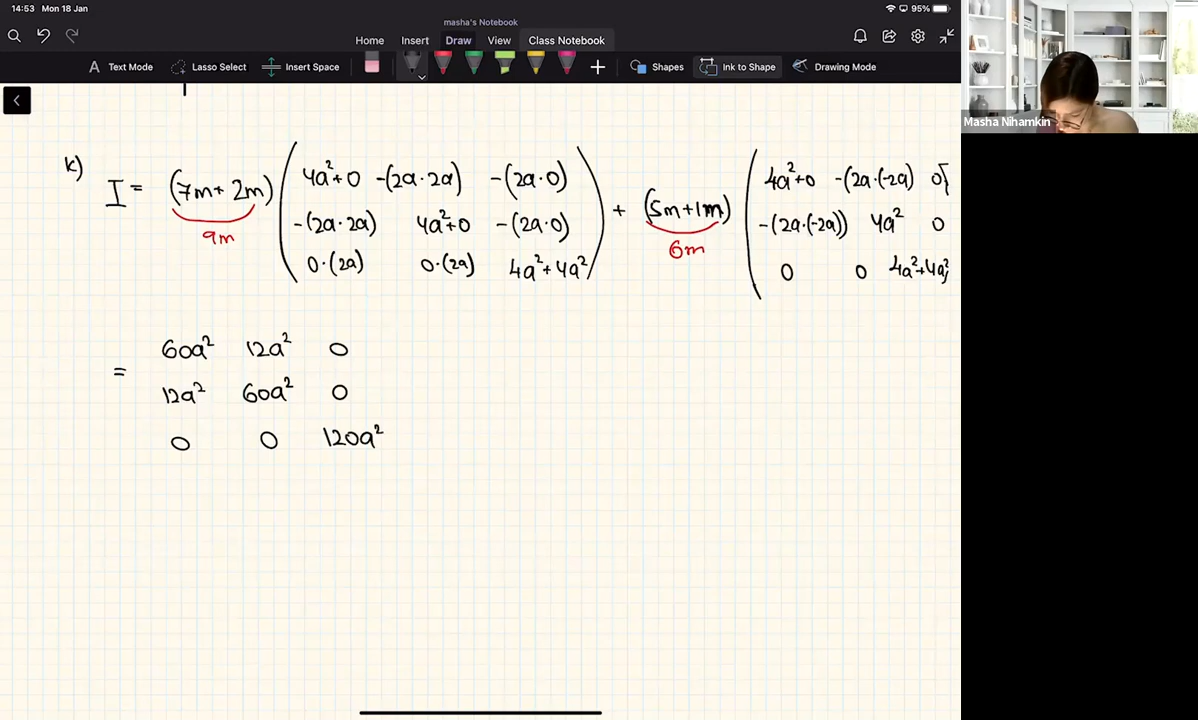 14:53 Mon 18 Jan
95%
masha's Notebook
Home Insert Draw View Class Notebook
Text Mode Lasso Select Insert Space Shapes Ink to Shape Drawing Mode
Masha Nihamkin
k)
I = (7m + 2m) ( 4a²+0 -(2a·2a) -(2a·0) + (5m+1m) ( 4a²+0 -(2a·(-2a) 0
-(2a·2a) 4a²+0 -(2a·0) -(2a·(-2a)) 4a² 0
9m 6m
0·(2a) 0·(2a) 4a²+4a² ) 0 0 4a²+4a²
= 60a² 12a² 0
12a² 60a² 0
0 0 120a²